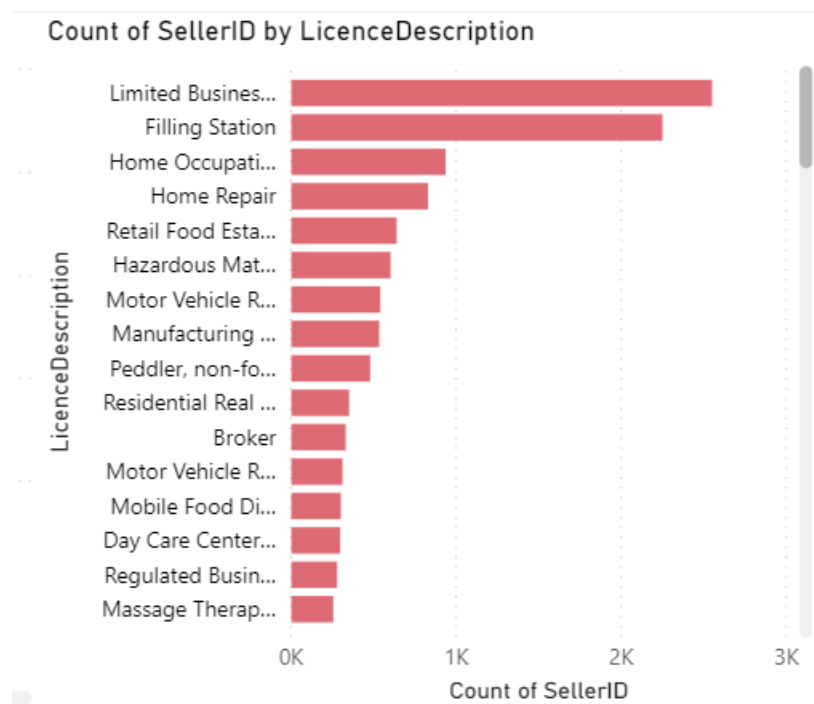 Count of SellerID by LicenceDescription
LicenceDescription
Limited Busines...
Filling Station
Home Occupati...
Home Repair
Retail Food Esta...
Hazardous Mat...
Motor Vehicle R...
Manufacturing ...
Peddler, non-fo...
Residential Real ...
Broker
Motor Vehicle R...
Mobile Food Di...
Day Care Center...
Regulated Busin...
Massage Therap...
0K 1K 2K 3K
Count of SellerID